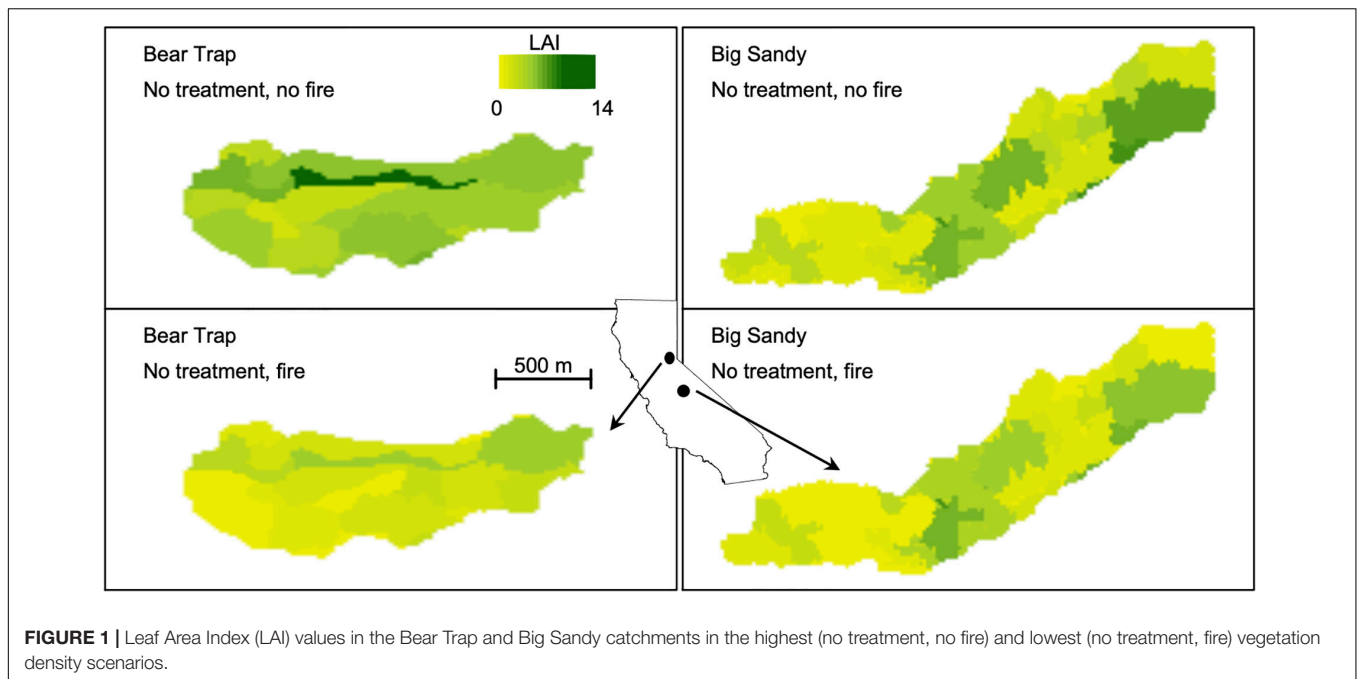 Bear Trap
No treatment, no fire
LAI
0 14
Big Sandy
No treatment, no fire
Bear Trap
No treatment, fire
500 m
Big Sandy
No treatment, fire
FIGURE 1 | Leaf Area Index (LAI) values in the Bear Trap and Big Sandy catchments in the highest (no treatment, no fire) and lowest (no treatment, fire) vegetation
density scenarios.